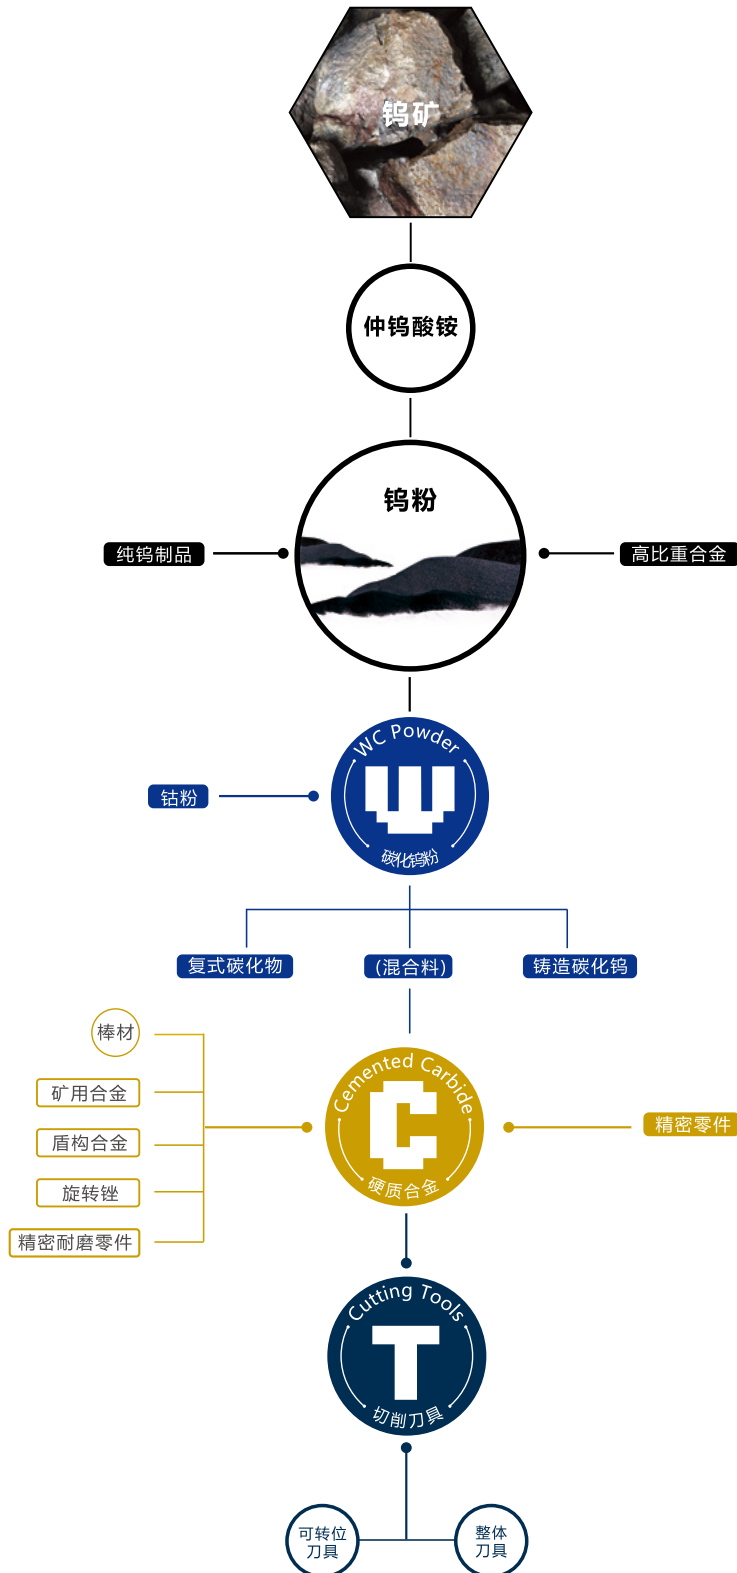 钨矿
仲钨酸铵
钨粉
纯钨制品
高比重合金
WC Powder
钴粉
碳化钨粉
复式碳化物
(混合料)
铸造碳化钨
棒材
矿用合金
盾构合金
旋转锉
精密耐磨零件
Cemented Carbide
硬质合金
精密零件
Cutting Tools
切削刀具
可转位
刀具
整体
刀具